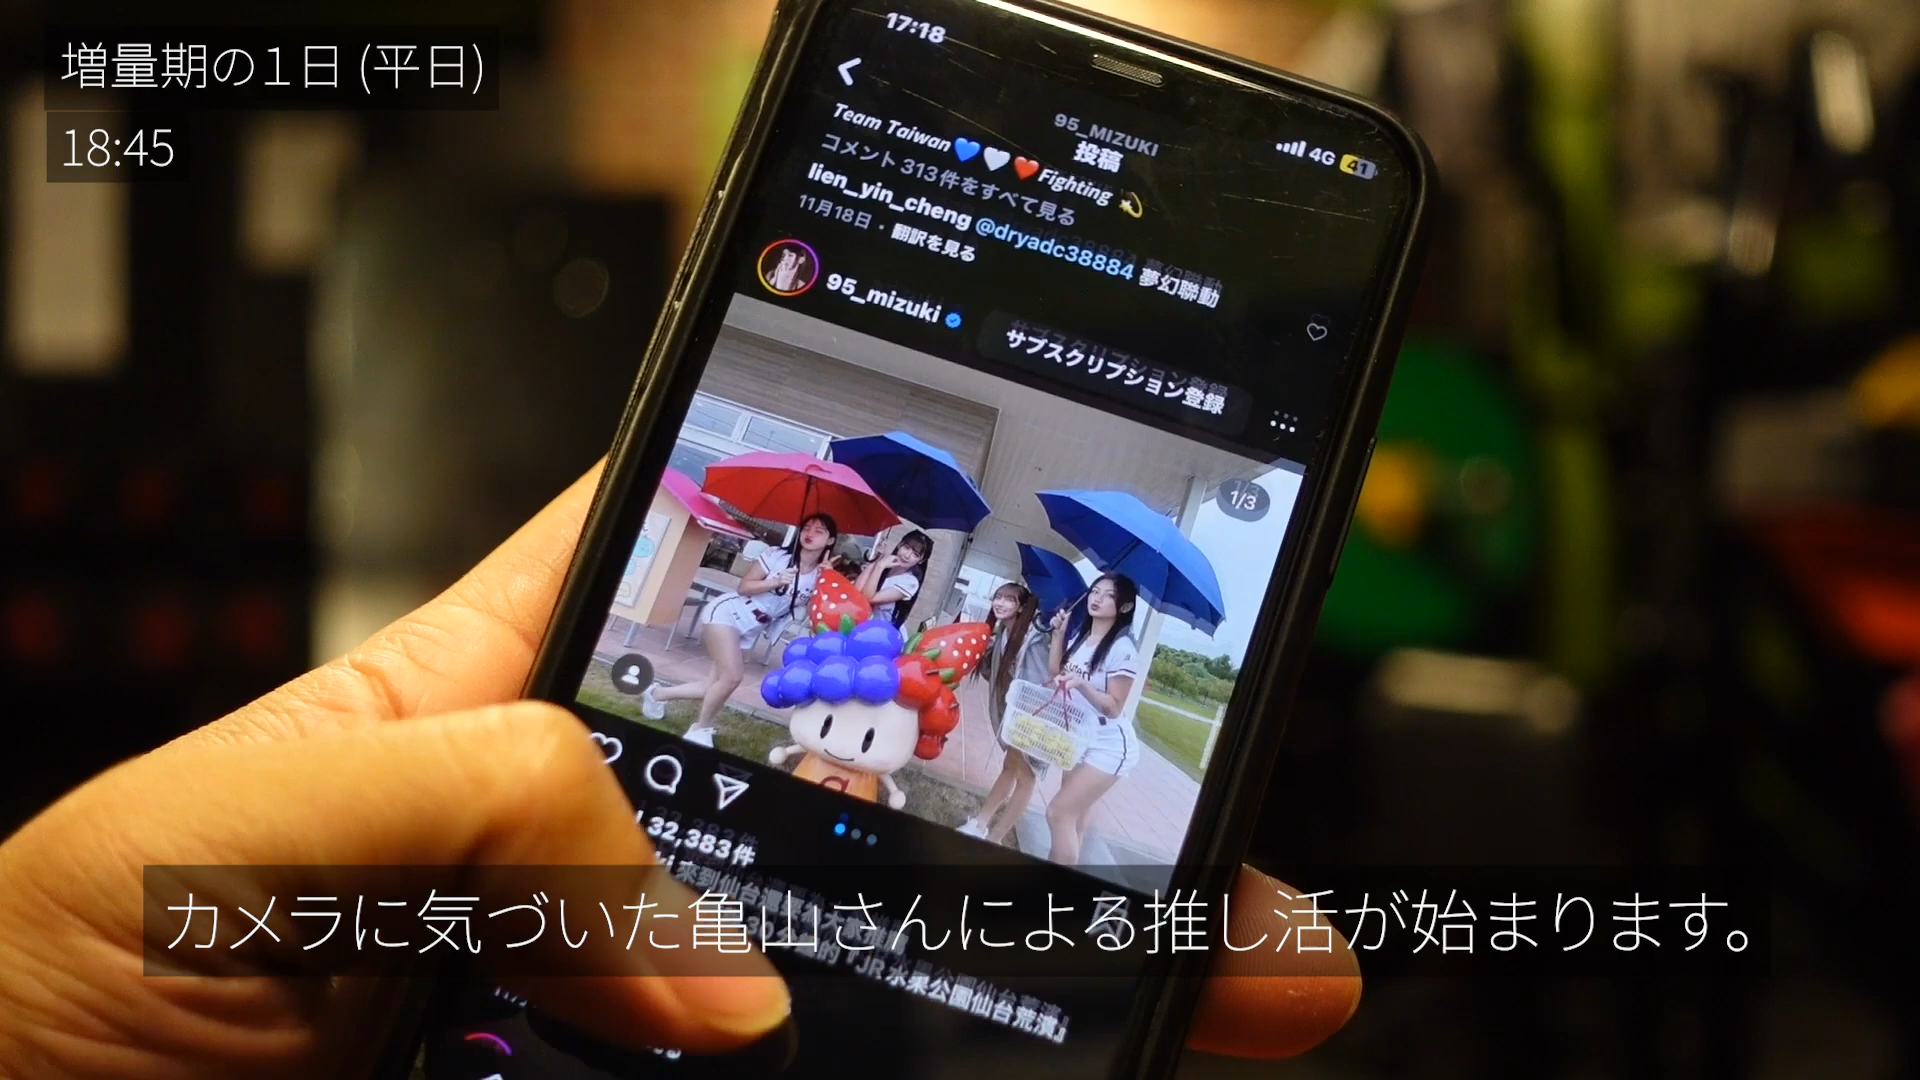 増量期の1日 (平日)
18:45
17:18
4G 41
95_MIZUKI
投稿
Team Taiwan💙🤍❤️Fighting 💫
コメント313件をすべて見る
lien_yin_cheng @dryadc38884 夢幻聯動
11月18日・翻訳を見る
95_mizuki
サブスクリプション登録
1/3
32,383件
『JR水果公園仙台荒濱』
カメラに気づいた亀山さんによる推し活が始まります。